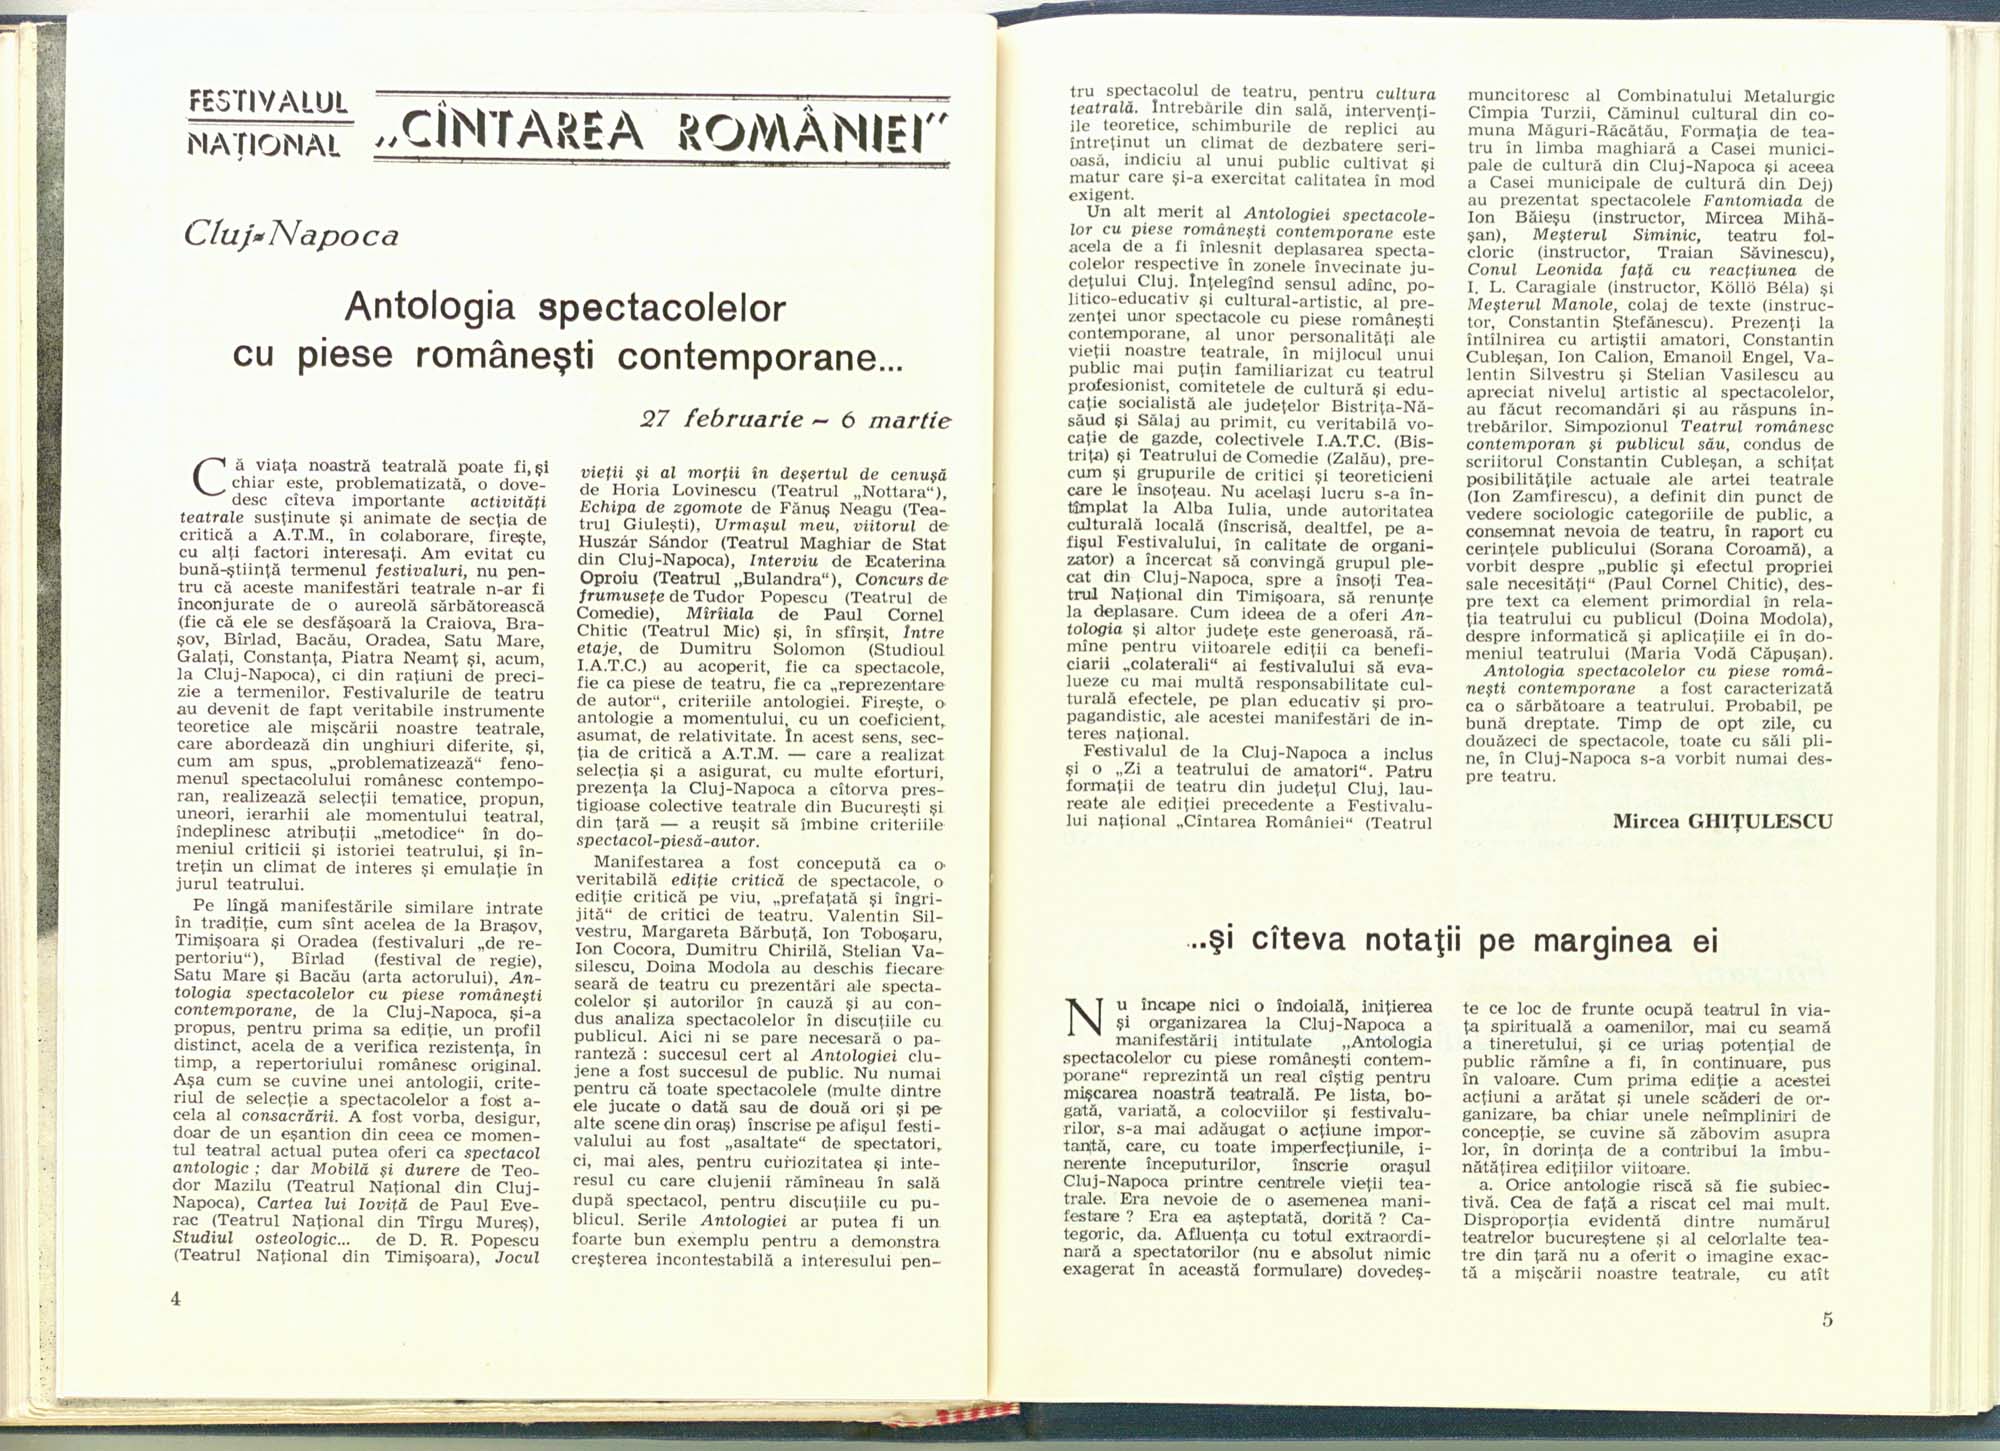 FESTIVALUL
NAȚIONAL
„CÎNTAREA ROMÂNIEI"
Cluj-Napoca
Antologia spectacolelor
cu piese românești contemporane...
27 februarie ~ 6 martie
Că viața noastră teatrală poate fi, și
chiar este, problematizată, o dove-
desc cîteva importante activități
teatrale susținute și animate de secția de
critică a A.T.M., în colaborare, firește,
cu alți factori interesați. Am evitat cu
bună-știință termenul festivaluri, nu pen-
tru că aceste manifestări teatrale n-ar fi
înconjurate de o aureolă sărbătorească
(fie că ele se desfășoară la Craiova, Bra-
șov, Bîrlad, Bacău, Oradea, Satu Mare,
Galați, Constanța, Piatra Neamț și, acum,
la Cluj-Napoca), ci din rațiuni de preci-
zie a termenilor. Festivalurile de teatru
au devenit de fapt veritabile instrumente
teoretice ale mișcării noastre teatrale,
care abordează din unghiuri diferite, și,
cum am spus, „problematizează“ feno-
menul spectacolului românesc contempo-
ran, realizează selecții tematice, propun,
uneori, ierarhii ale momentului teatral,
îndeplinesc atribuții „metodice“ în do-
meniul criticii și istoriei teatrului, și în-
trețin un climat de interes și emulație în
jurul teatrului.
Pe lîngă manifestările similare intrate
în tradiție, cum sînt acelea de la Brașov,
Timișoara și Oradea (festivaluri „de re-
pertoriu“), Bîrlad (festival de regie),
Satu Mare și Bacău (arta actorului), An-
tologia spectacolelor cu piese românești
contemporane, de la Cluj-Napoca, și-a
propus, pentru prima sa ediție, un profil
distinct, acela de a verifica rezistența, în
timp, a repertoriului românesc original.
Așa cum se cuvine unei antologii, crite-
riul de selecție a spectacolelor a fost a-
cela al consacrării. A fost vorba, desigur,
doar de un eșantion din ceea ce momen-
tul teatral actual putea oferi ca spectacol
antologic ; dar Mobilă și durere de Teo-
dor Mazilu (Teatrul Național din Cluj-
Napoca), Cartea lui Ioviță de Paul Eve-
rac (Teatrul Național din Tîrgu Mureș),
Studiul osteologic... de D. R. Popescu
(Teatrul Național din Timișoara), Jocul
vieții și al morții în deșertul de cenușă
de Horia Lovinescu (Teatrul „Nottara“),
Echipa de zgomote de Fănuș Neagu (Tea-
trul Giulești), Urmașul meu, viitorul de
Huszár Sándor (Teatrul Maghiar de Stat
din Cluj-Napoca), Interviu de Ecaterina
Oproiu (Teatrul „Bulandra“), Concurs de
frumusețe de Tudor Popescu (Teatrul de
Comedie), Mîrîiala de Paul Cornel
Chitic (Teatrul Mic) și, în sfîrșit, Între
etaje, de Dumitru Solomon (Studioul
I.A.T.C.) au acoperit, fie ca spectacole,
fie ca piese de teatru, fie ca „reprezentare
de autor“, criteriile antologiei. Firește, o
antologie a momentului, cu un coeficient,
asumat, de relativitate. În acest sens, sec-
ția de critică a A.T.M. — care a realizat
selecția și a asigurat, cu multe eforturi,
prezența la Cluj-Napoca a cîtorva pres-
tigioase colective teatrale din București și
din țară — a reușit să îmbine criteriile
spectacol-piesă-autor.
Manifestarea a fost concepută ca o
veritabilă ediție critică de spectacole, o
ediție critică pe viu, „prefațată și îngri-
jită“ de critici de teatru. Valentin Sil-
vestru, Margareta Bărbuță, Ion Toboșaru,
Ion Cocora, Dumitru Chirilă, Stelian Va-
silescu, Doina Modola au deschis fiecare
seară de teatru cu prezentări ale specta-
colelor și autorilor în cauză și au con-
dus analiza spectacolelor în discuțiile cu
publicul. Aici ni se pare necesară o pa-
ranteză : succesul cert al Antologiei clu-
jene a fost succesul de public. Nu numai
pentru că toate spectacolele (multe dintre
ele jucate o dată sau de două ori și pe
alte scene din oraș) înscrise pe afișul festi-
valului au fost „asaltate“ de spectatori,
ci, mai ales, pentru curiozitatea și inte-
resul cu care clujenii rămîneau în sală
după spectacol, pentru discuțiile cu pu-
blicul. Serile Antologiei ar putea fi un
foarte bun exemplu pentru a demonstra
creșterea incontestabilă a interesului pen-
4
tru spectacolul de teatru, pentru cultura
teatrală. Întrebările din sală, intervenți-
ile teoretice, schimburile de replici au
întreținut un climat de dezbatere seri-
oasă, indiciu al unui public cultivat și
matur care și-a exercitat calitatea în mod
exigent.
Un alt merit al Antologiei spectacole-
lor cu piese românești contemporane este
acela de a fi înlesnit deplasarea specta-
colelor respective în zonele învecinate ju-
dețului Cluj. Înțelegînd sensul adînc, po-
litico-educativ și cultural-artistic, al pre-
zenței unor spectacole cu piese românești
contemporane, al unor personalități ale
vieții noastre teatrale, în mijlocul unui
public mai puțin familiarizat cu teatrul
profesionist, comitetele de cultură și edu-
cație socialistă ale județelor Bistrița-Nă-
săud și Sălaj au primit, cu veritabilă vo-
cație de gazde, colectivele I.A.T.C. (Bis-
trița) și Teatrului de Comedie (Zalău), pre-
cum și grupurile de critici și teoreticieni
care le însoțeau. Nu același lucru s-a în-
tîmplat la Alba Iulia, unde autoritatea
culturală locală (înscrisă, dealtfel, pe a-
fișul Festivalului, în calitate de organi-
zator) a încercat să convingă grupul ple-
cat din Cluj-Napoca, spre a însoți Tea-
trul Național din Timișoara, să renunțe
la deplasare. Cum ideea de a oferi An-
tologia și altor județe este generoasă, ră-
mîne pentru viitoarele ediții ca benefi-
ciarii „colaterali“ ai festivalului să eva-
lueze cu mai multă responsabilitate cul-
turală efectele, pe plan educativ și pro-
pagandistic, ale acestei manifestări de in-
teres național.
Festivalul de la Cluj-Napoca a inclus
și o „Zi a teatrului de amatori“. Patru
formații de teatru din județul Cluj, lau-
reate ale ediției precedente a Festivalu-
lui național „Cîntarea României“ (Teatrul
muncitoresc al Combinatului Metalurgic
Cîmpia Turzii, Căminul cultural din co-
muna Măguri-Răcătău, Formația de tea-
tru în limba maghiară a Casei munici-
pale de cultură din Cluj-Napoca și aceea
a Casei municipale de cultură din Dej)
au prezentat spectacolele Fantomiada de
Ion Băieșu (instructor, Mircea Mihă-
șan), Meșterul Siminic, teatru fol-
cloric (instructor, Traian Săvinescu),
Conul Leonida față cu reacțiunea de
I. L. Caragiale (instructor, Köllö Béla) și
Meșterul Manole, colaj de texte (instruc-
tor, Constantin Ștefănescu). Prezenți la
întîlnirea cu artiștii amatori, Constantin
Cubleșan, Ion Calion, Emanoil Engel, Va-
lentin Silvestru și Stelian Vasilescu au
apreciat nivelul artistic al spectacolelor,
au făcut recomandări și au răspuns în-
trebărilor. Simpozionul Teatrul românesc
contemporan și publicul său, condus de
scriitorul Constantin Cubleșan, a schițat
posibilitățile actuale ale artei teatrale
(Ion Zamfirescu), a definit din punct de
vedere sociologic categoriile de public, a
consemnat nevoia de teatru, în raport cu
cerințele publicului (Sorana Coroamă), a
vorbit despre „public și efectul propriei
sale necesități“ (Paul Cornel Chitic), des-
pre text ca element primordial în rela-
ția teatrului cu publicul (Doina Modola),
despre informatică și aplicațiile ei în do-
meniul teatrului (Maria Vodă Căpușan).
Antologia spectacolelor cu piese romă-
nești contemporane a fost caracterizată
ca o sărbătoare a teatrului. Probabil, pe
bună dreptate. Timp de opt zile, cu
douăzeci de spectacole, toate cu săli pli-
ne, în Cluj-Napoca s-a vorbit numai des-
pre teatru.
Mircea GHIȚULESCU
...și cîteva notații pe marginea ei
Nu încape nici o îndoială, inițierea
și organizarea la Cluj-Napoca a
manifestării intitulate „Antologia
spectacolelor cu piese românești contem-
porane“ reprezintă un real cîștig pentru
mișcarea noastră teatrală. Pe lista, bo-
gată, variată, a colocviilor și festivalu-
rilor, s-a mai adăugat o acțiune impor-
tantă, care, cu toate imperfecțiunile, i-
nerente începuturilor, înscrie orașul
Cluj-Napoca printre centrele vieții tea-
trale. Era nevoie de o asemenea mani-
festare ? Era ea așteptată, dorită ? Ca-
tegoric, da. Afluența cu totul extraordi-
nară a spectatorilor (nu e absolut nimic
exagerat în această formulare) dovedeș-
te ce loc de frunte ocupă teatrul în via-
ța spirituală a oamenilor, mai cu seamă
a tineretului, și ce uriaș potențial de
public rămîne a fi, în continuare, pus
în valoare. Cum prima ediție a acestei
acțiuni a arătat și unele scăderi de or-
ganizare, ba chiar unele neîmpliniri de
concepție, se cuvine să zăbovim asupra
lor, în dorința de a contribui la îmbu-
nătățirea edițiilor viitoare.
a. Orice antologie riscă să fie subiec-
tivă. Cea de față a riscat cel mai mult.
Disproporția evidentă dintre numărul
teatrelor bucureștene și al celorlalte tea-
tre din țară nu a oferit o imagine exac-
tă a mișcării noastre teatrale, cu atît
5